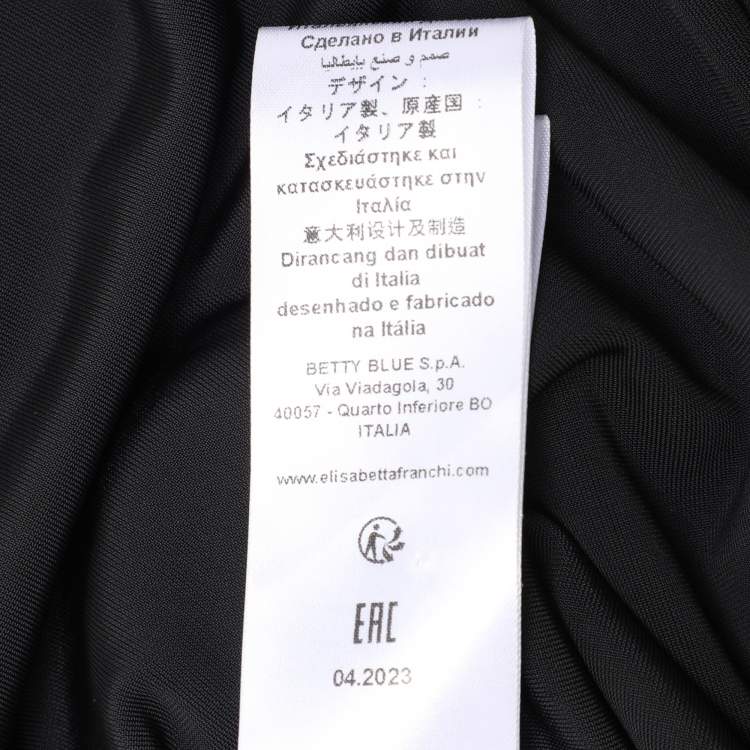 Сделано в Италии
صمم و صنع بإيطاليا
デザイン :
イタリア製、原産国 :
イタリア製
Σχεδιάστηκε και
κατασκευάστηκε στην
Ιταλία
意大利设计及制造
Dirancang dan dibuat
di Italia
desenhado e fabricado
na Itália
BETTY BLUE S.p.A.
Via Viadagola, 30
40057 - Quarto Inferiore BO
ITALIA
www.elisabettafranchi.com
EAC
04.2023